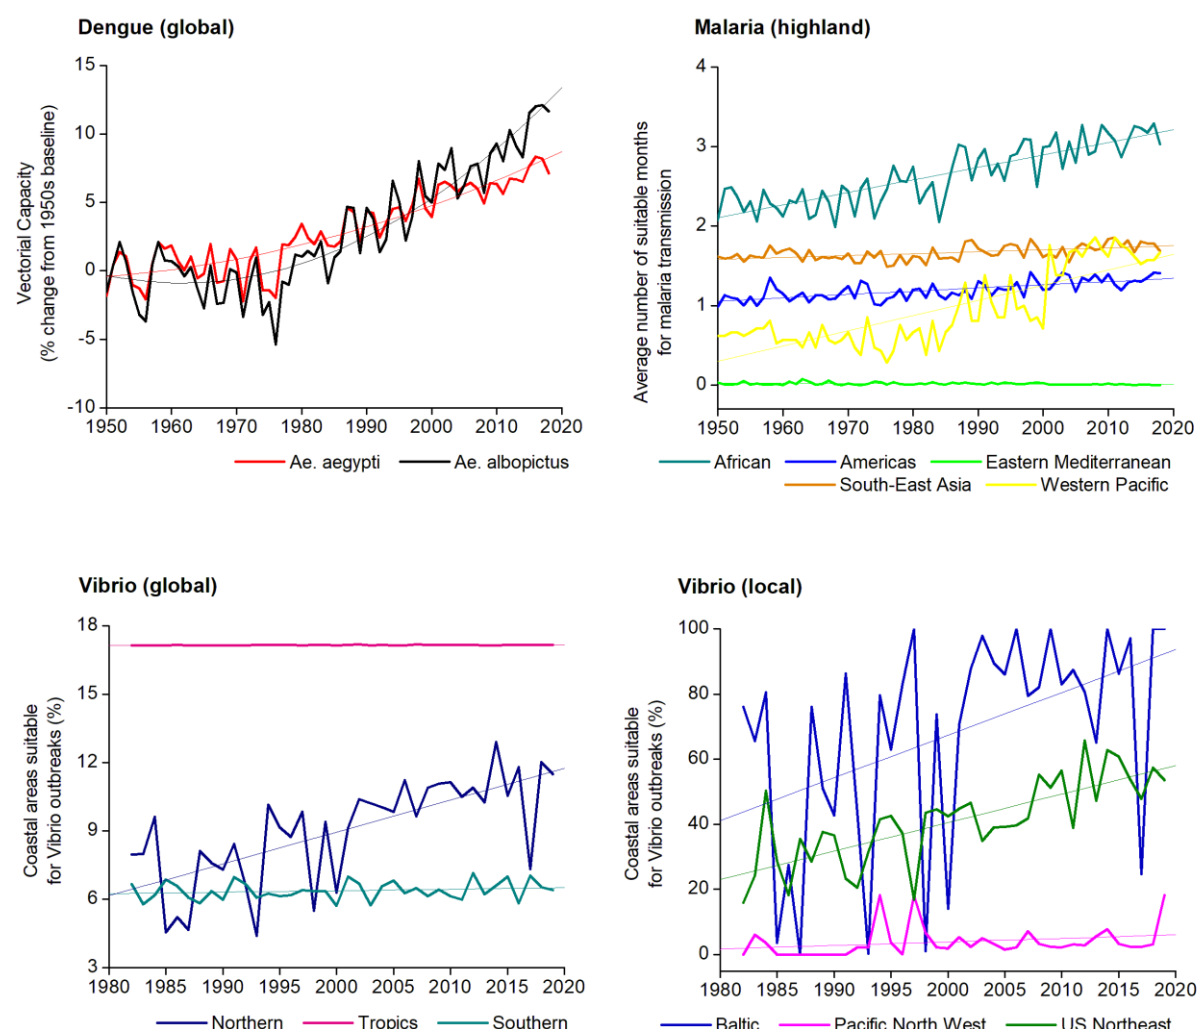 Dengue (global)
Vectorial Capacity
(% change from 1950s baseline)
15
10
5
0
-5
-10
1950 1960 1970 1980 1990 2000 2010 2020
Ae. aegypti Ae. albopictus
Malaria (highland)
Average number of suitable months
for malaria transmission
4
3
2
1
0
1950 1960 1970 1980 1990 2000 2010 2020
African Americas Eastern Mediterranean
South-East Asia Western Pacific
Vibrio (global)
Coastal areas suitable
for Vibrio outbreaks (%)
18
15
12
9
6
3
1980 1985 1990 1995 2000 2005 2010 2015 2020
Northern Tropics Southern
Vibrio (local)
Coastal areas suitable
for Vibrio outbreaks (%)
100
80
60
40
20
0
1980 1985 1990 1995 2000 2005 2010 2015 2020
Baltic Pacific North West US Northeast